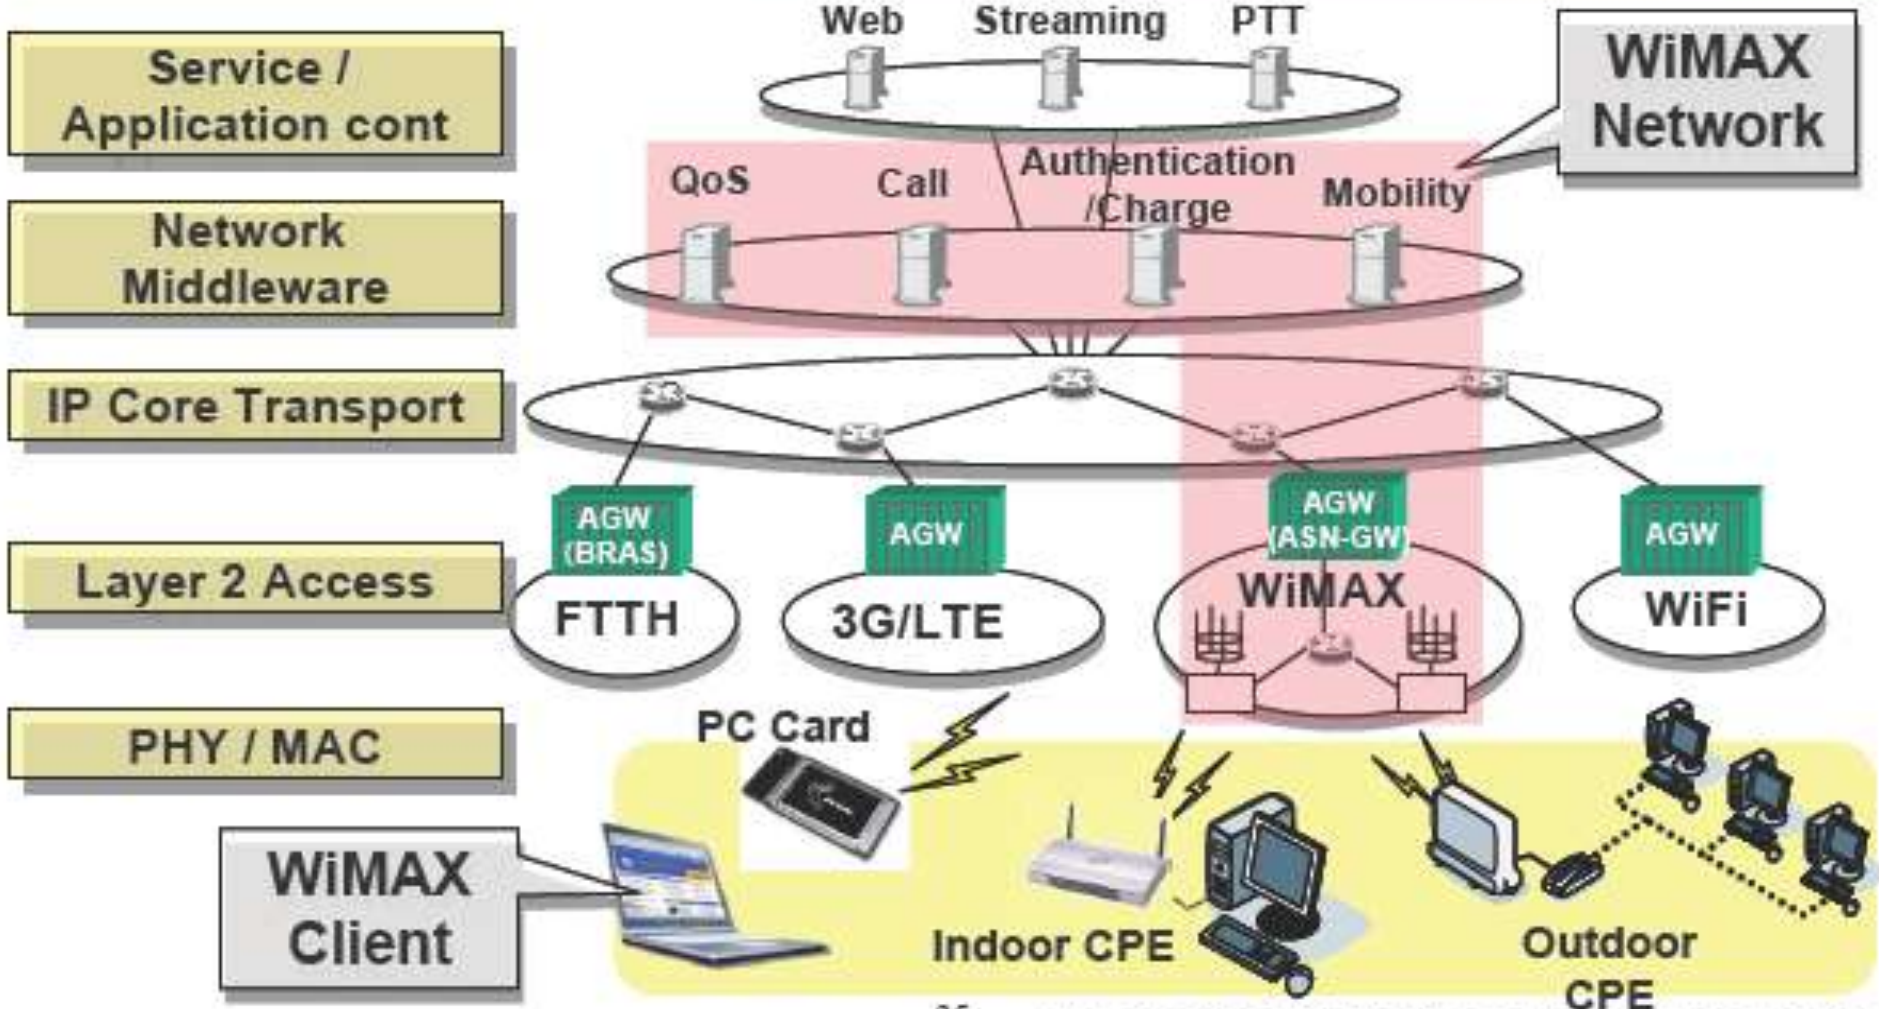 Web Streaming PTT
WiMAX
Network
Service /
Application cont
QoS Call Authentication
/Charge Mobility
Network
Middleware
IP Core Transport
AGW
(BRAS)
AGW
AGW
(ASN-GW)
AGW
Layer 2 Access
FTTH
3G/LTE
WiMAX
WiFi
PHY / MAC
PC Card
WiMAX
Client
Indoor CPE
Outdoor
CPE